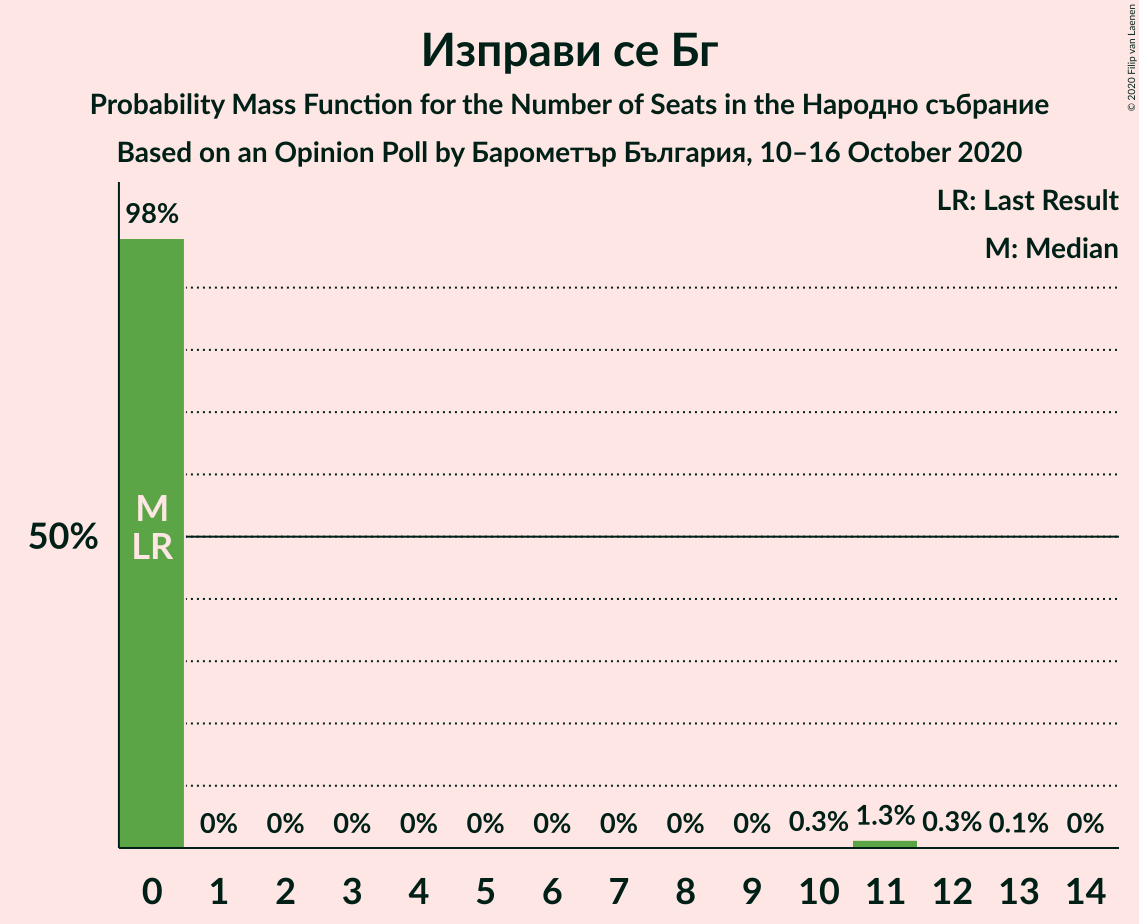 Изправи се Бг
Probability Mass Function for the Number of Seats in the Народно събрание
Based on an Opinion Poll by Барометър България, 10–16 October 2020
© 2020 Filip van Laenen
LR: Last Result
M: Median
98%
M
LR
50%
0% 0% 0% 0% 0% 0% 0% 0% 0% 0.3% 1.3% 0.3% 0.1% 0%
0 1 2 3 4 5 6 7 8 9 10 11 12 13 14